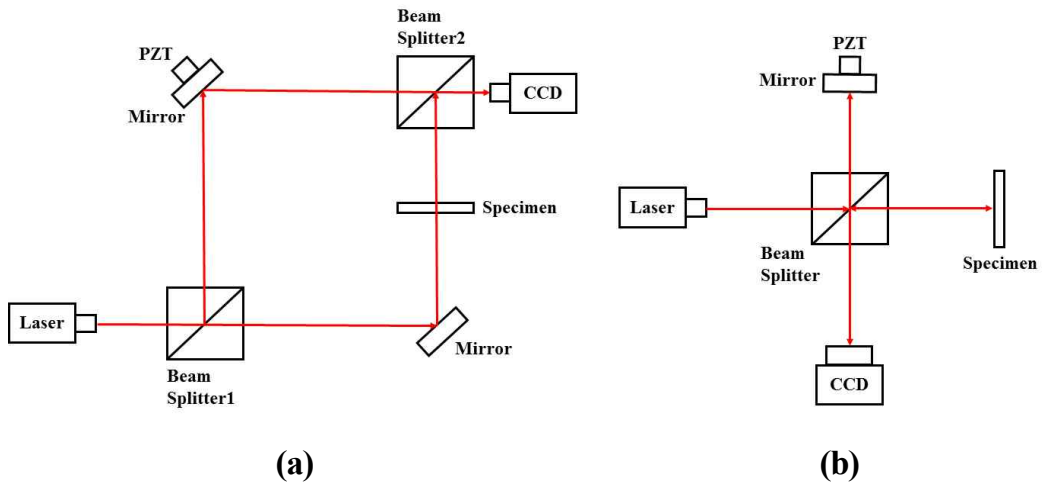 PZT
Mirror
Beam
Splitter2
CCD
Specimen
Laser
Mirror
Beam
Splitter1
(a)
PZT
Mirror
Laser
Beam
Splitter
Specimen
CCD
(b)